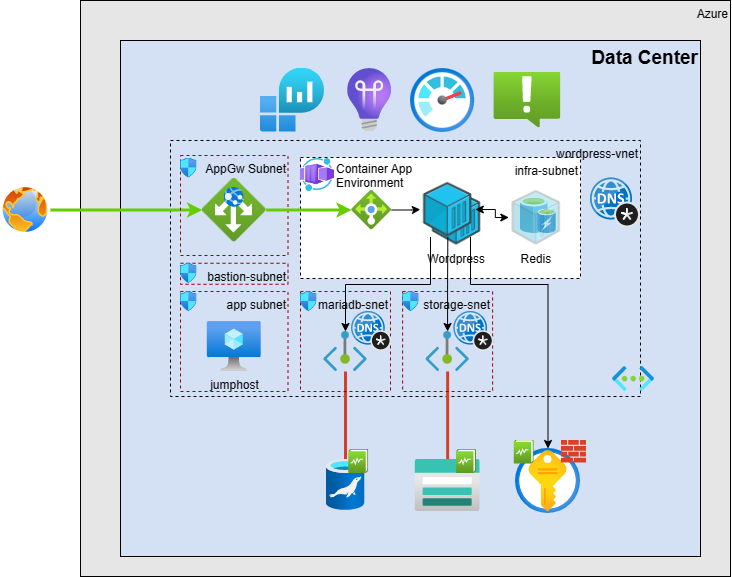 Azure
Data Center
wordpress-vnet
AppGw Subnet
Container App
Environment
infra-subnet
DNS
*
Wordpress
Redis
bastion-subnet
app subnet
mariadb-snet
storage-snet
DNS
*
DNS
*
jumphost